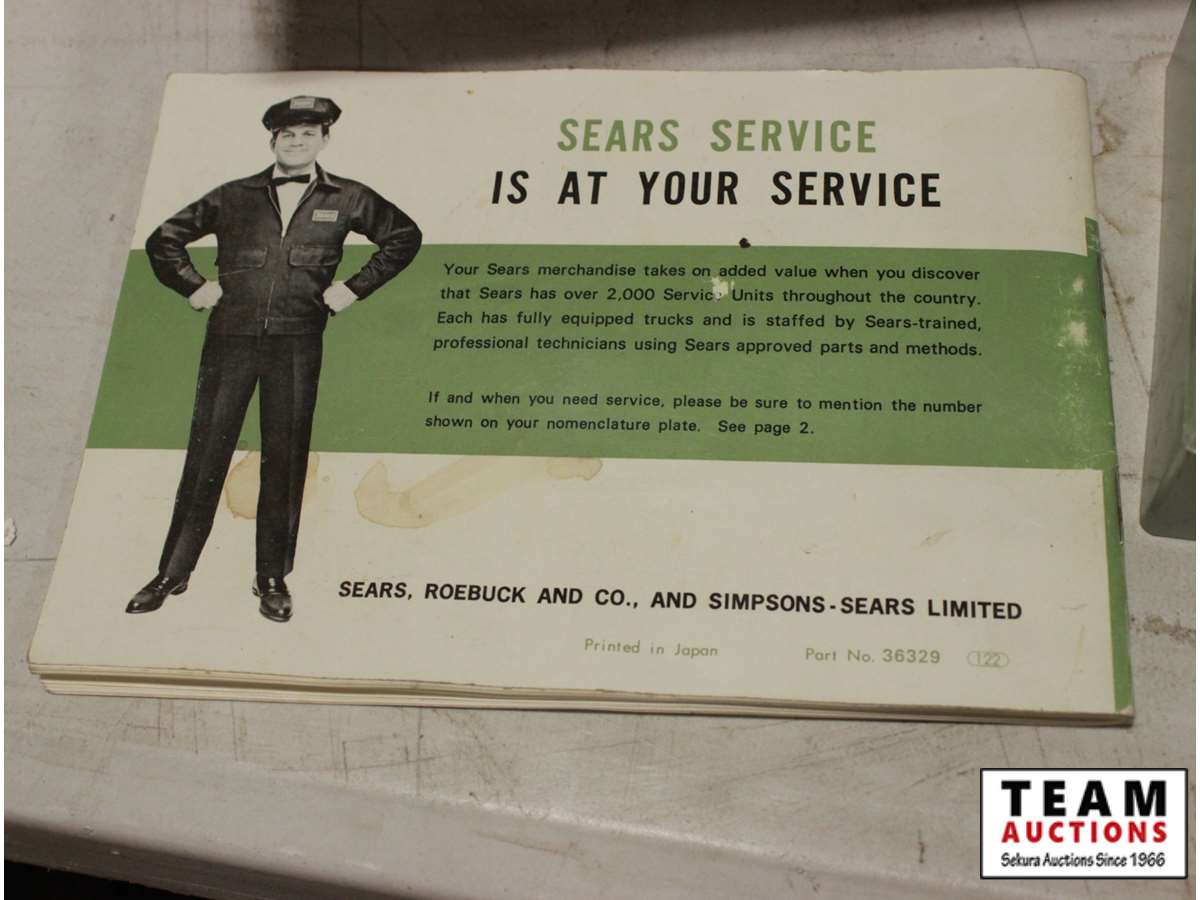 SEARS SERVICE
IS AT YOUR SERVICE
Your Sears merchandise takes on added value when you discover
that Sears has over 2,000 Service Units throughout the country.
Each has fully equipped trucks and is staffed by Sears-trained,
professional technicians using Sears approved parts and methods.
If and when you need service, please be sure to mention the number
shown on your nomenclature plate. See page 2.
SEARS, ROEBUCK AND CO., AND SIMPSONS-SEARS LIMITED
Printed in Japan Part No. 36329 122
TEAM
AUCTIONS
Sekura Auctions Since 1966